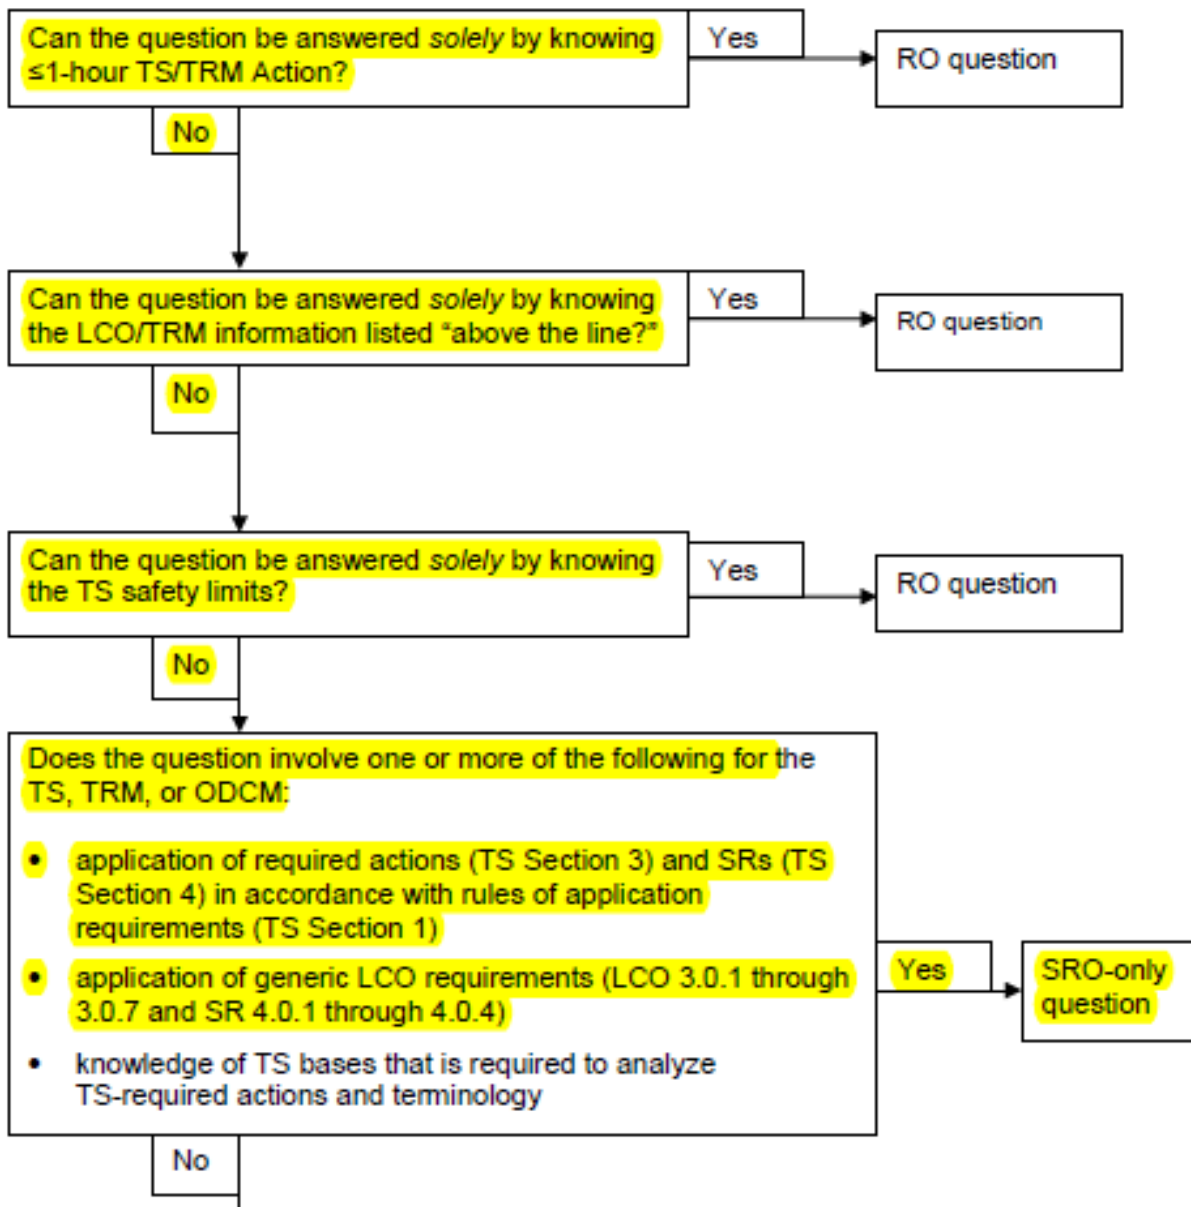 Can the question be answered solely by knowing
≤1-hour TS/TRM Action?
Yes
RO question
No
Can the question be answered solely by knowing
the LCO/TRM information listed “above the line?”
Yes
RO question
No
Can the question be answered solely by knowing
the TS safety limits?
Yes
RO question
No
Does the question involve one or more of the following for the
TS, TRM, or ODCM:
• application of required actions (TS Section 3) and SRs (TS
Section 4) in accordance with rules of application
requirements (TS Section 1)
• application of generic LCO requirements (LCO 3.0.1 through
3.0.7 and SR 4.0.1 through 4.0.4)
• knowledge of TS bases that is required to analyze
TS-required actions and terminology
Yes
SRO-only
question
No